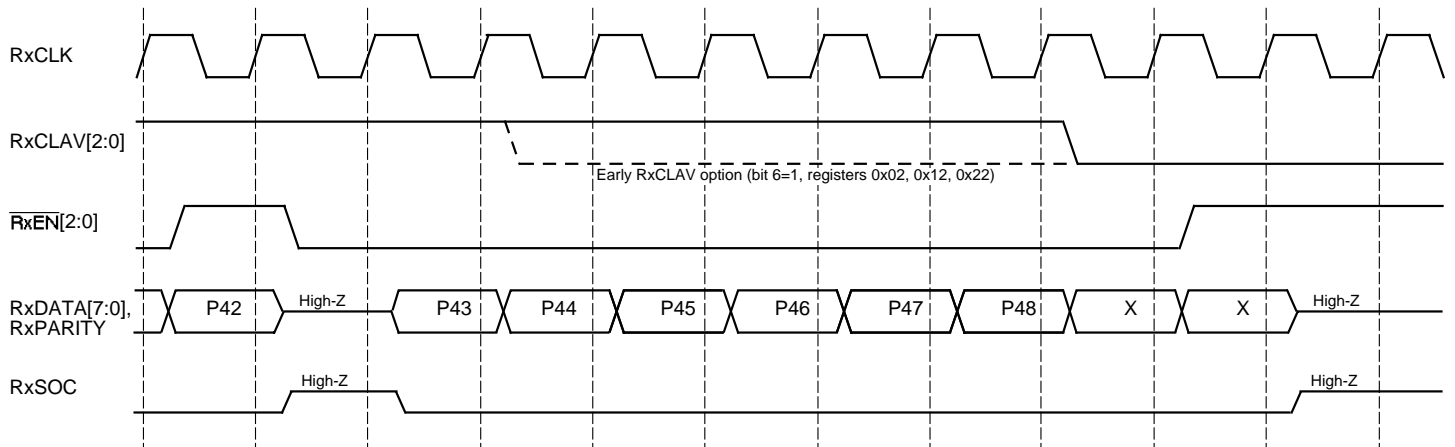 RxCLK
RxCLAV[2:0]
Early RxCLAV option (bit 6=1, registers 0x02, 0x12, 0x22)
RxEN[2:0]
RxDATA[7:0],
RxPARITY
P42
High-Z
P43
P44
P45
P46
P47
P48
X
X
High-Z
RxSOC
High-Z
High-Z